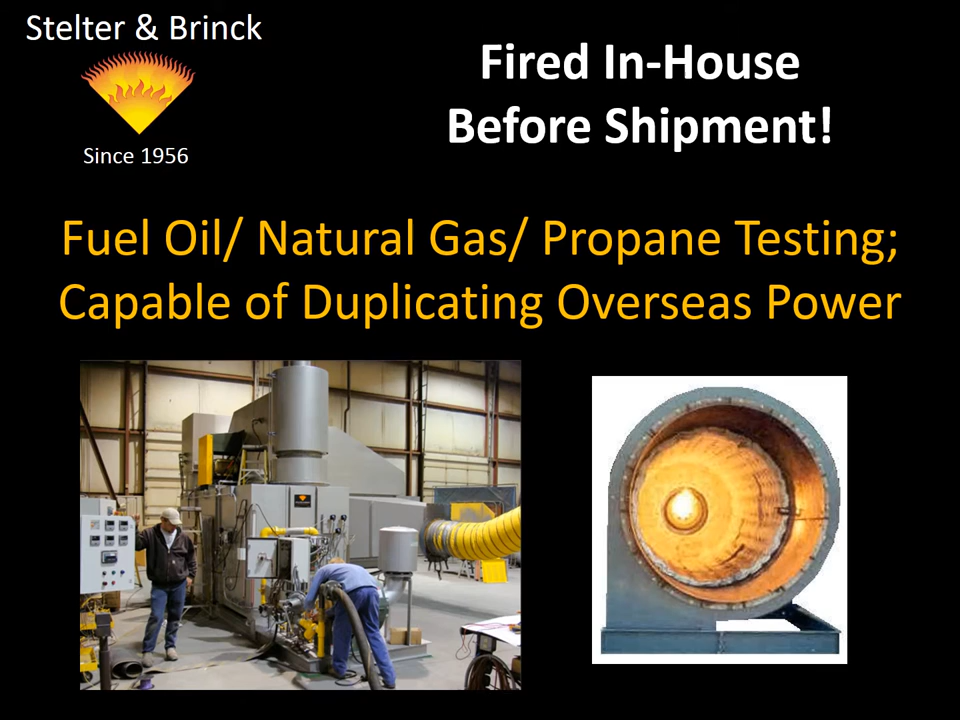 Stelter & Brinck
Since 1956
Fired In-House
Before Shipment!
Fuel Oil/ Natural Gas/ Propane Testing;
Capable of Duplicating Overseas Power